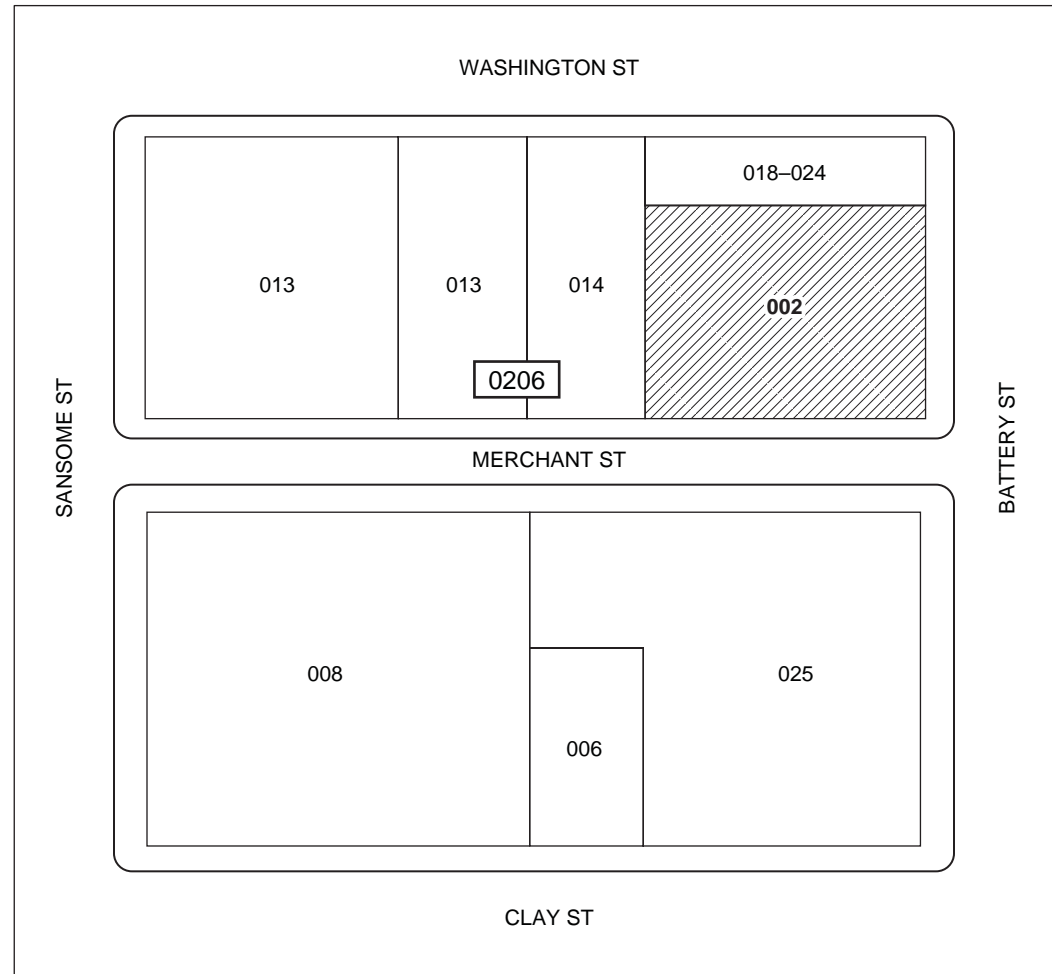 WASHINGTON ST
018–024
013
013
014
002
0206
SANSOME ST
MERCHANT ST
BATTERY ST
008
025
006
CLAY ST